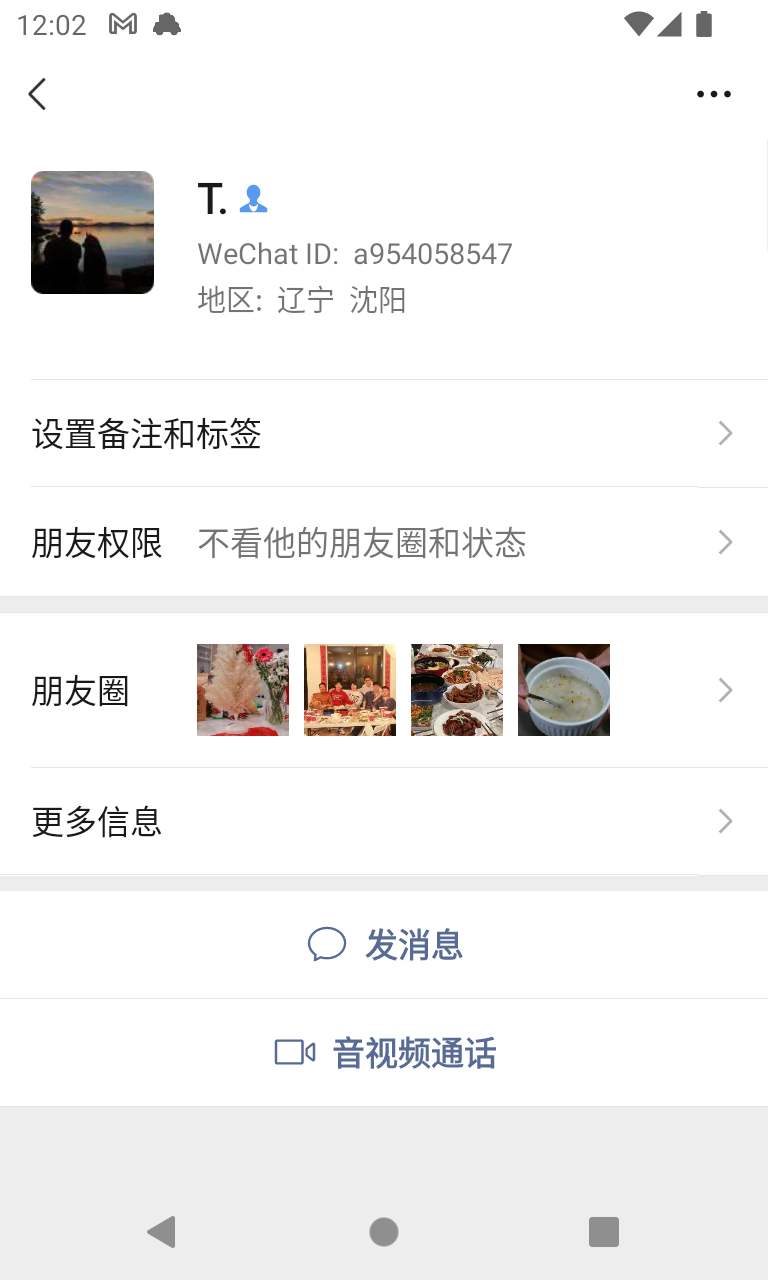 12:02
T.
WeChat ID: a954058547
地区: 辽宁 沈阳
设置备注和标签
朋友权限 不看他的朋友圈和状态
朋友圈
更多信息
发消息
音视频通话